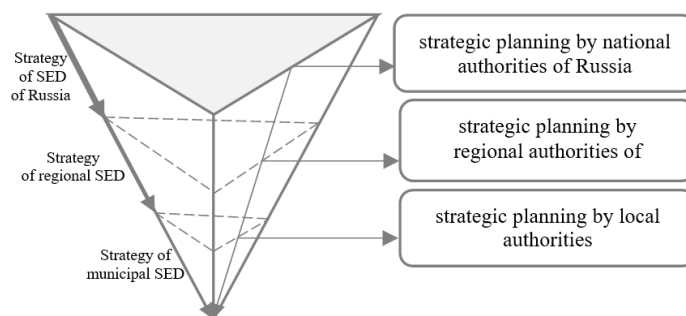 Strategy
of SED
of Russia
Strategy
of regional SED
Strategy of
municipal SED
strategic planning by national
authorities of Russia
strategic planning by
regional authorities of
strategic planning by local
authorities